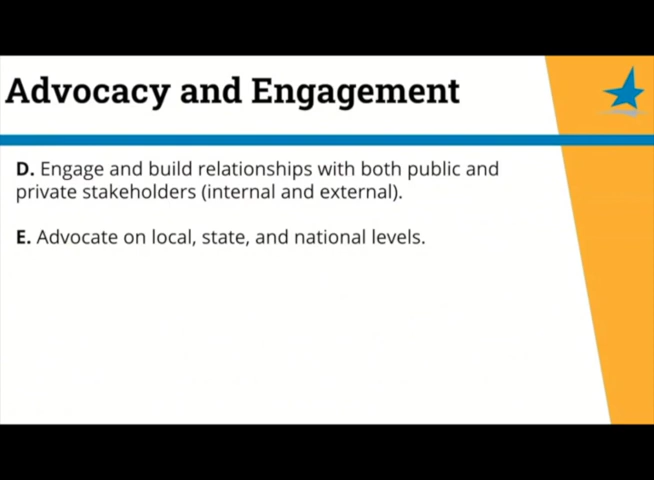 Advocacy and Engagement
D. Engage and build relationships with both public and
private stakeholders (internal and external).
E. Advocate on local, state, and national levels.